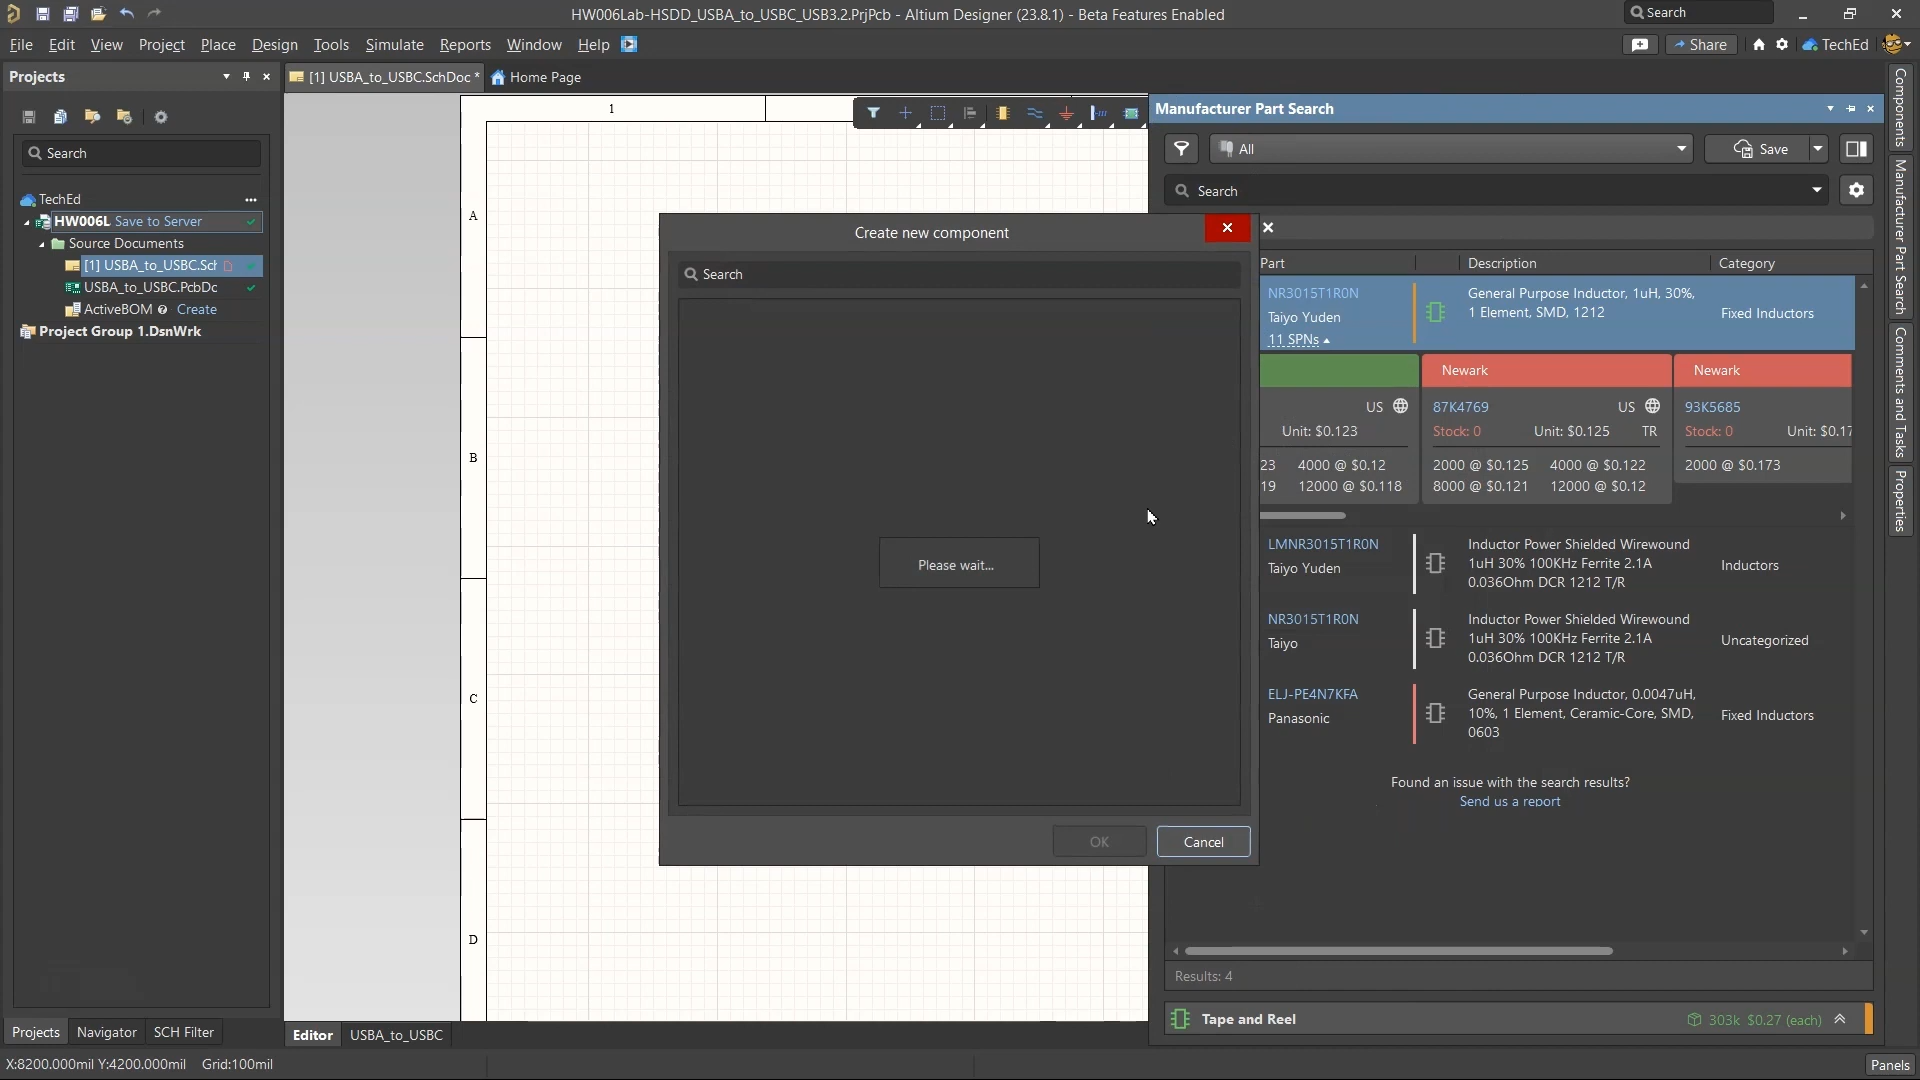 HW006Lab-HSDD_USBA_to_USBC_USB3.2.PrjPcb - Altium Designer (23.8.1) - Beta Features Enabled
Search
File Edit View Project Place Design Tools Simulate Reports Window Help
Share
TechEd
Projects
[1] USBA_to_USBC.SchDoc *
Home Page
Search
TechEd
HW006L Save to Server
Source Documents
[1] USBA_to_USBC.Sch
USBA_to_USBC.PcbDc
ActiveBOM Create
Project Group 1.DsnWrk
1
A
B
C
D
Create new component
Search
Please wait...
OK
Cancel
Manufacturer Part Search
All
Save
Search
Part
Description
Category
NR3015T1R0N
Taiyo Yuden
11 SPNs
General Purpose Inductor, 1uH, 30%,
1 Element, SMD, 1212
Fixed Inductors
US
Unit: $0.123
23 4000 @ $0.12
19 12000 @ $0.118
Newark
87K4769
US
Stock: 0
Unit: $0.125
TR
2000 @ $0.125 4000 @ $0.122
8000 @ $0.121 12000 @ $0.12
Newark
93K5685
Stock: 0
Unit: $0.17
2000 @ $0.173
LMNR3015T1R0N
Taiyo Yuden
Inductor Power Shielded Wirewound
1uH 30% 100KHz Ferrite 2.1A
0.036Ohm DCR 1212 T/R
Inductors
NR3015T1R0N
Taiyo
Inductor Power Shielded Wirewound
1uH 30% 100KHz Ferrite 2.1A
0.036Ohm DCR 1212 T/R
Uncategorized
ELJ-PE4N7KFA
Panasonic
General Purpose Inductor, 0.0047uH,
10%, 1 Element, Ceramic-Core, SMD,
0603
Fixed Inductors
Found an issue with the search results?
Send us a report
Results: 4
Tape and Reel
303k $0.27 (each)
Components
Manufacturer Part Search
Comments and Tasks
Properties
Projects Navigator SCH Filter
Editor USBA_to_USBC
X:8200.000mil Y:4200.000mil Grid:100mil
Panels